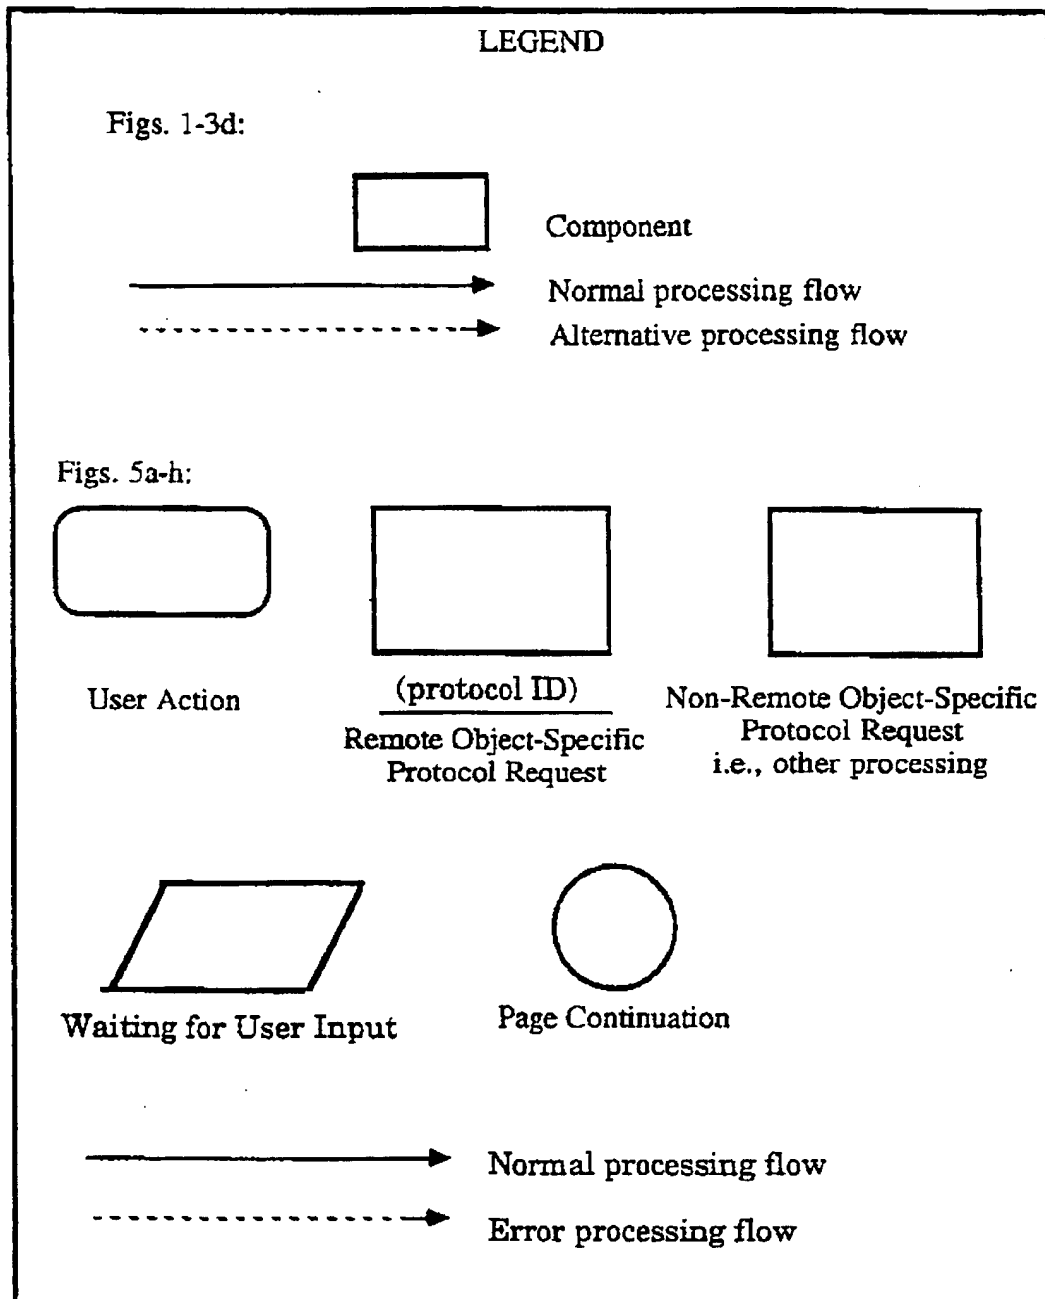 LEGEND
Figs. 1-3d:
Component
Normal processing flow
Alternative processing flow
Figs. 5a-h:
User Action
(protocol ID)
Remote Object-Specific
Protocol Request
Non-Remote Object-Specific
Protocol Request
i.e., other processing
Waiting for User Input
Page Continuation
Normal processing flow
Error processing flow